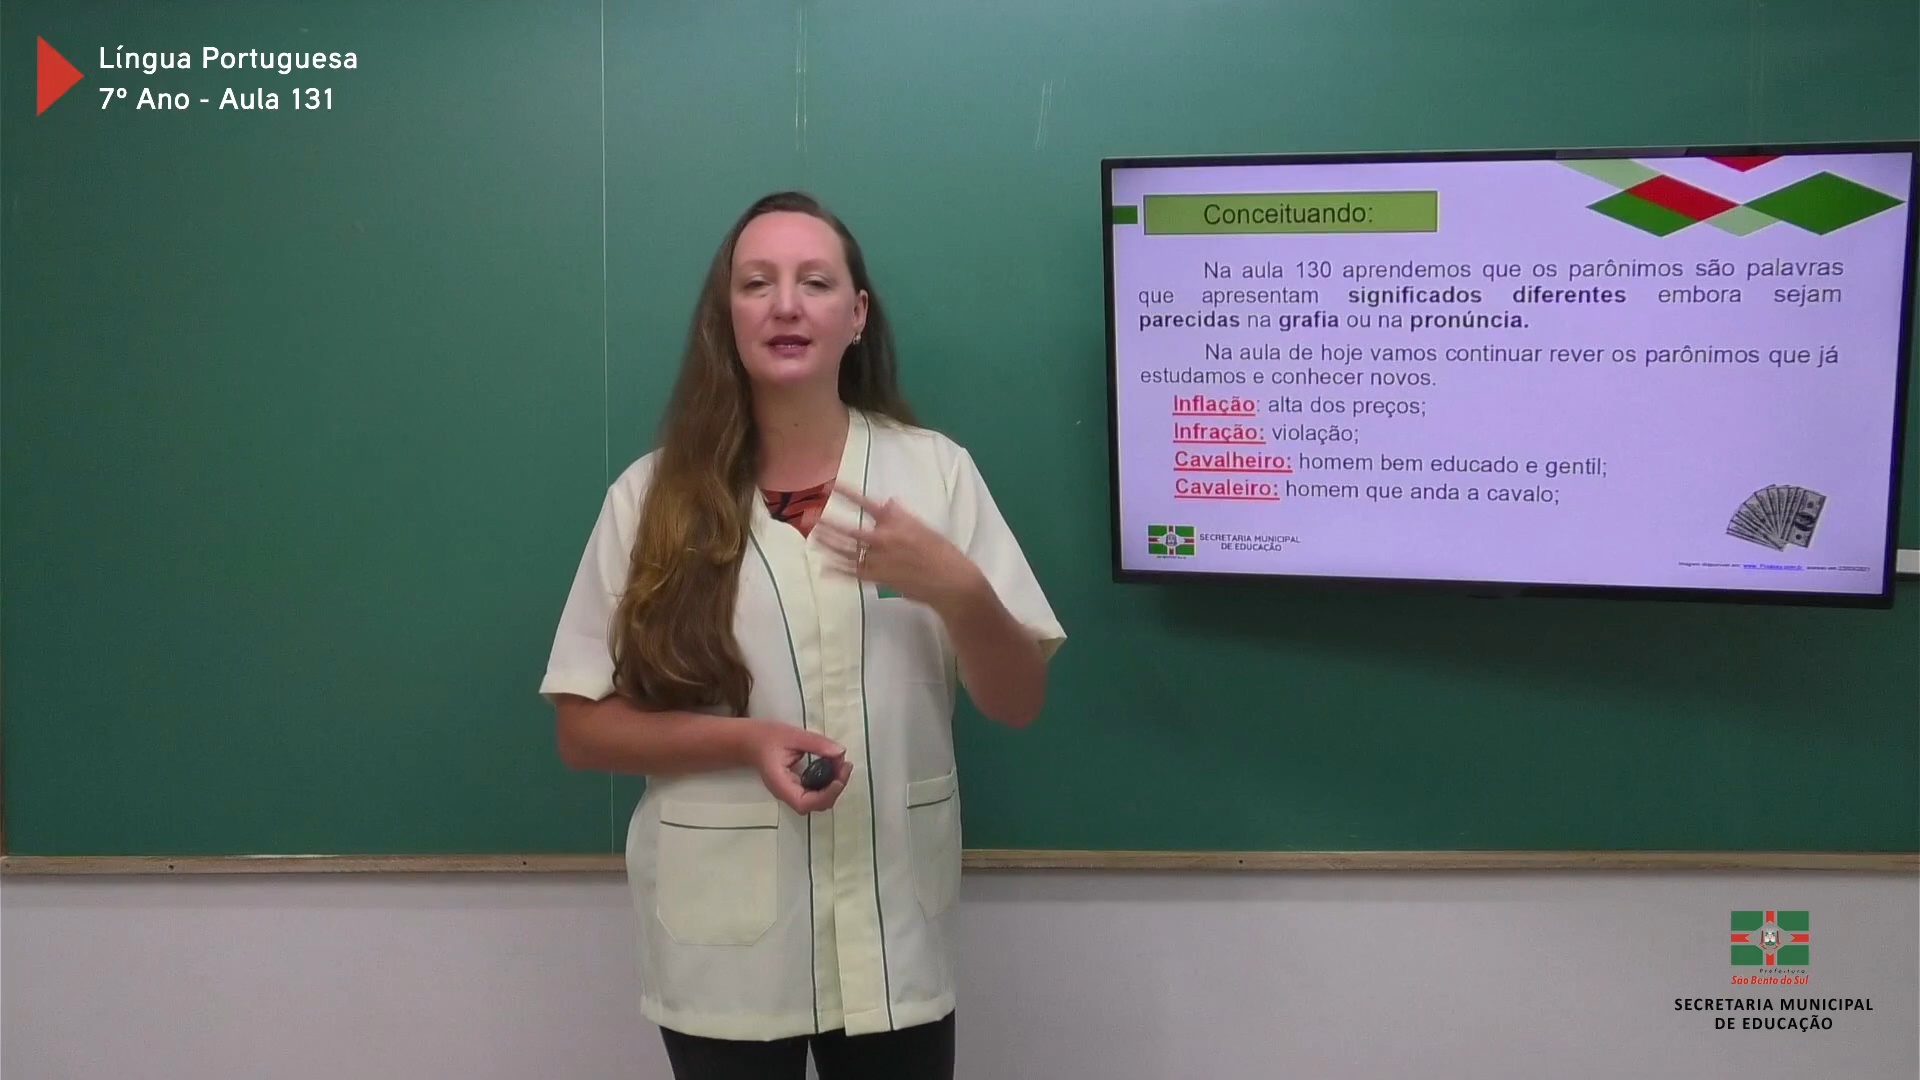 Língua Portuguesa
7º Ano - Aula 131
Conceituando:
Na aula 130 aprendemos que os parônimos são palavras
que apresentam significados diferentes embora sejam
parecidas na grafia ou na pronúncia.
Na aula de hoje vamos continuar rever os parônimos que já
estudamos e conhecer novos.
Inflação: alta dos preços;
Infração: violação;
Cavalheiro: homem bem educado e gentil;
Cavaleiro: homem que anda a cavalo;
SECRETARIA MUNICIPAL
DE EDUCAÇÃO
Prefeitura
São Bento do Sul
SECRETARIA MUNICIPAL
DE EDUCAÇÃO